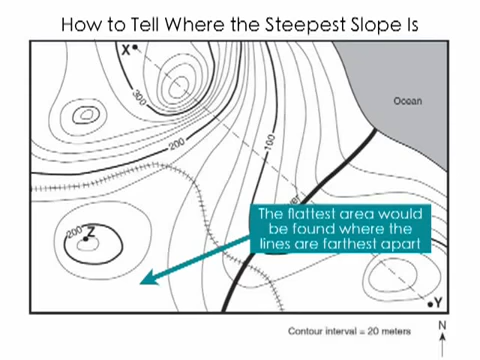 How to Tell Where the Steepest Slope Is
X
300
Ocean
200
100
The flattest area would
be found where the
lines are farthest apart
200
Z
Y
Contour interval = 20 meters
N